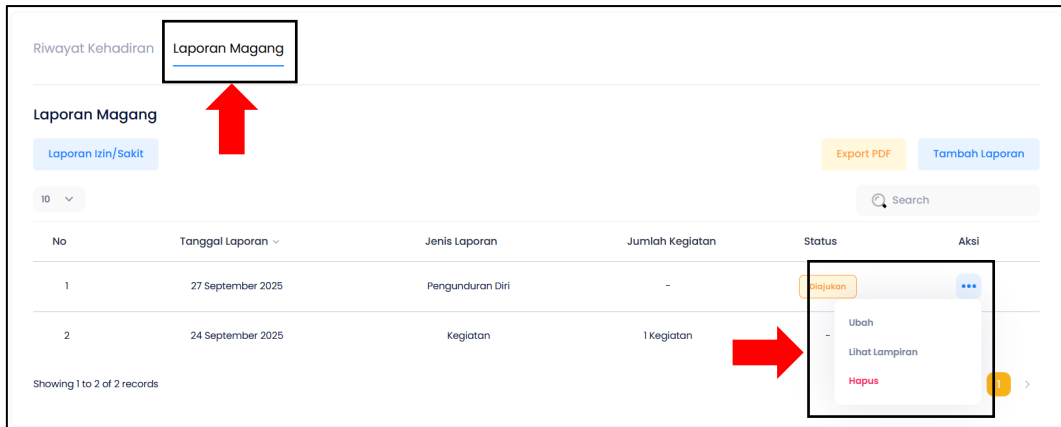 Riwayat Kehadiran Laporan Magang
Laporan Magang
Laporan Izin/Sakit Export PDF Tambah Laporan
10 Search
No Tanggal Laporan Jenis Laporan Jumlah Kegiatan Status Aksi
1 27 September 2025 Pengunduran Diri - Diajukan
2 24 September 2025 Kegiatan 1 Kegiatan -
Ubah
Lihat Lampiran
Hapus
Showing 1 to 2 of 2 records 1